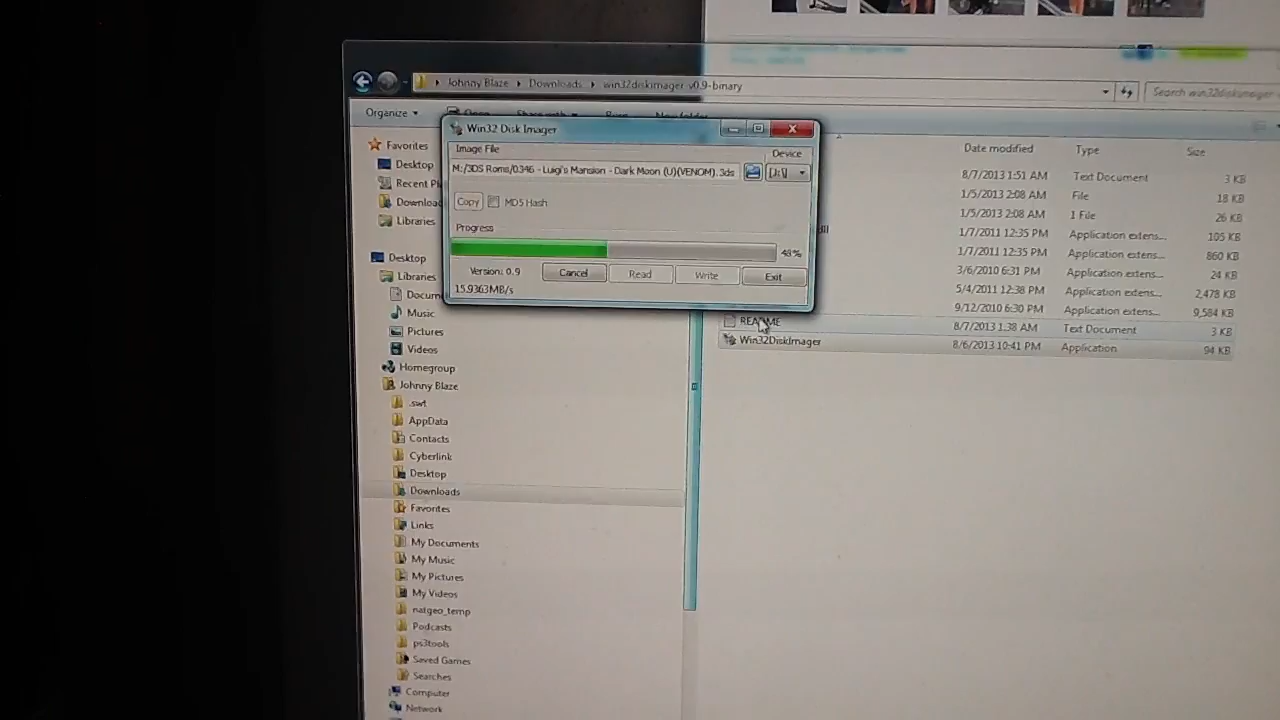 Johnny Blaze ▸ Downloads ▸ win32diskimager-v0.9-binary
Search win32diskimager-
Organize ▾ Open Share with ▾ Burn New folder
Win32 Disk Imager
Image File
Device
M:/3DS Roms/0346 - Luigi's Mansion - Dark Moon (U)(VENOM).3ds
[J:\]
Copy MD5 Hash
Progress
48%
Version: 0.9 Cancel Read Write Exit
15.9363MB/s
Favorites
Desktop
Recent Pl
Download
Libraries
Desktop
Libraries
Docum
Music
Pictures
Videos
Homegroup
Johnny Blaze
.swt
AppData
Contacts
Cyberlink
Desktop
Downloads
Favorites
Links
My Documents
My Music
My Pictures
My Videos
natgeo_temp
Podcasts
ps3tools
Saved Games
Searches
Computer
Network
Date modified Type Size
8/7/2013 1:51 AM Text Document 3 KB
1/5/2013 2:08 AM File 18 KB
1/5/2013 2:08 AM 1 File 26 KB
dll 1/7/2011 12:35 PM Application extens... 105 KB
1/7/2011 12:35 PM Application extens... 860 KB
3/6/2010 6:31 PM Application extens... 24 KB
5/4/2011 12:38 PM Application extens... 2,478 KB
9/12/2010 6:30 PM Application extens... 9,584 KB
README 8/7/2013 1:38 AM Text Document 3 KB
Win32DiskImager 8/6/2013 10:41 PM Application 94 KB